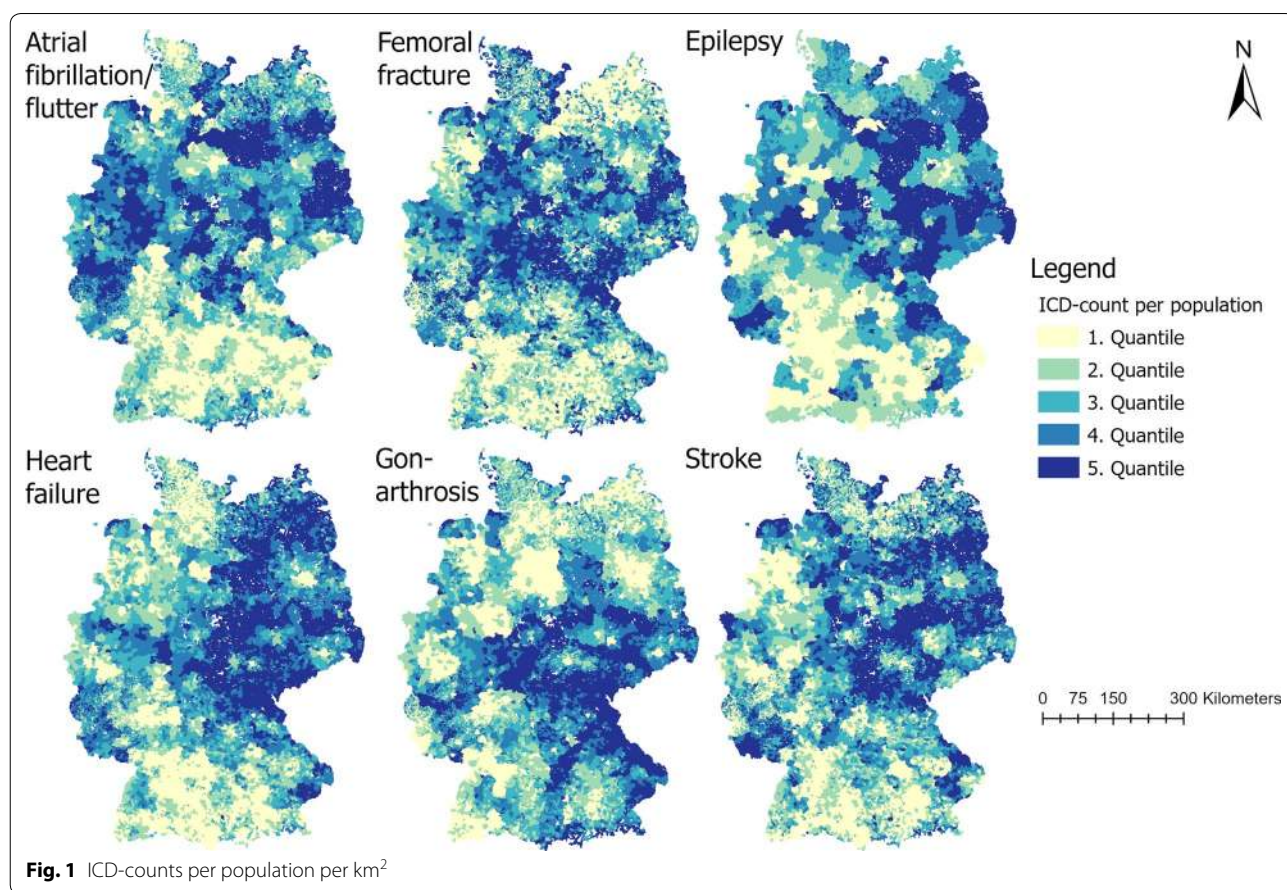 Atrial
fibrillation/
flutter
Femoral
fracture
Epilepsy
N
Heart
failure
Gon-
arthrosis
Stroke
Legend
ICD-count per population
1. Quantile
2. Quantile
3. Quantile
4. Quantile
5. Quantile
0 75 150 300 Kilometers
Fig. 1 ICD-counts per population per km²